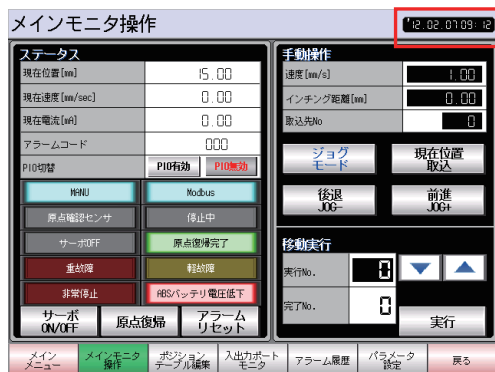 メインモニタ操作
'12.02.07 09:12
ステータス
現在位置[mm] 15.00
現在速度[mm/sec] 0.00
現在電流[mA] 0.00
アラームコード 000
PIO切替 PIO有効 PIO無効
MANU Modbus
原点確認センサ 停止中
サーボOFF 原点復帰完了
重故障 軽故障
非常停止 ABSバッテリ電圧低下
サーボ
ON/OFF
原点復帰
アラーム
リセット
手動操作
速度[mm/s] 1.00
インチング距離[mm] 0.00
取込先No 0
ジョグ
モード
現在位置
取込
後退
JOG-
前進
JOG+
移動実行
実行No. 0
完了No. 0
実行
メイン
メニュー
メインモニタ
操作
ポジション
テーブル編集
入出力ポート
モニタ
アラーム履歴
パラメータ
設定
戻る